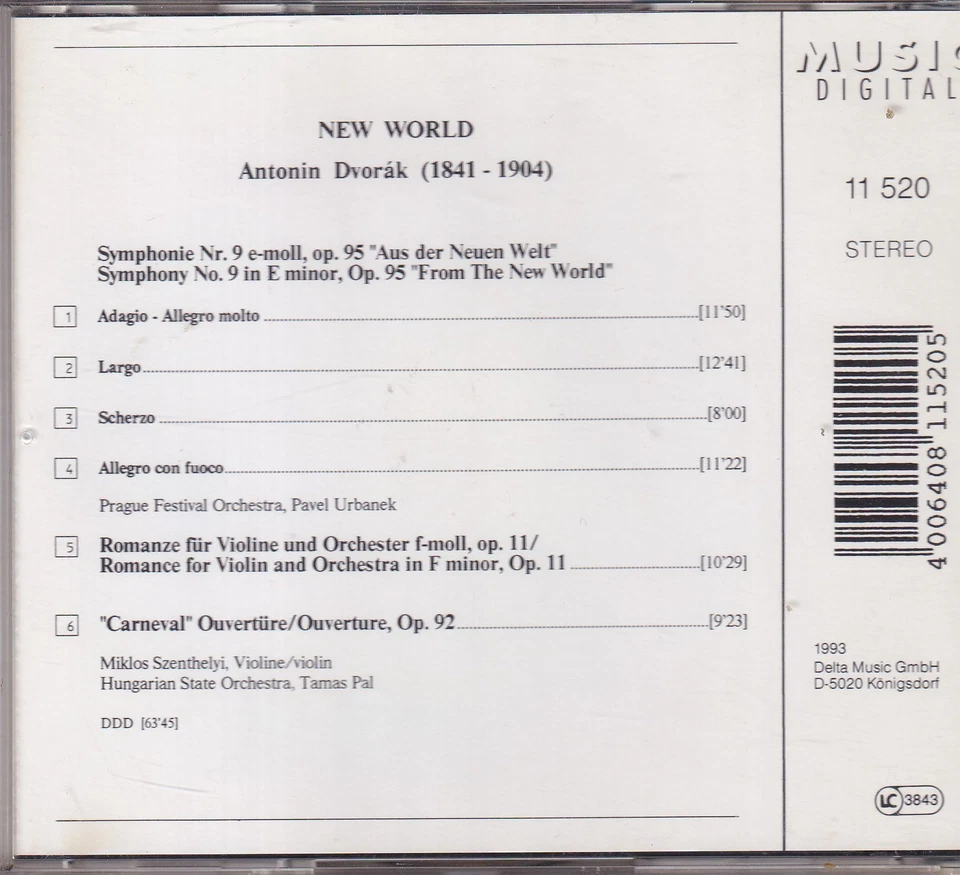 NEW WORLD
Antonin Dvorák (1841 - 1904)
Symphonie Nr. 9 e-moll, op. 95 "Aus der Neuen Welt"
Symphony No. 9 in E minor, Op. 95 "From The New World"
1 Adagio - Allegro molto [11'50]
2 Largo [12'41]
3 Scherzo [8'00]
4 Allegro con fuoco [11'22]
Prague Festival Orchestra, Pavel Urbanek
5 Romanze für Violine und Orchester f-moll, op. 11/
Romance for Violin and Orchestra in F minor, Op. 11 [10'29]
6 "Carneval" Ouvertüre/Ouverture, Op. 92 [9'23]
Miklos Szenthelyi, Violine/violin
Hungarian State Orchestra, Tamas Pal
DDD [63'45]
MUSIC
DIGITAL
11 520
STEREO
4 006408 115205
1993
Delta Music GmbH
D-5020 Königsdorf
LC 3843